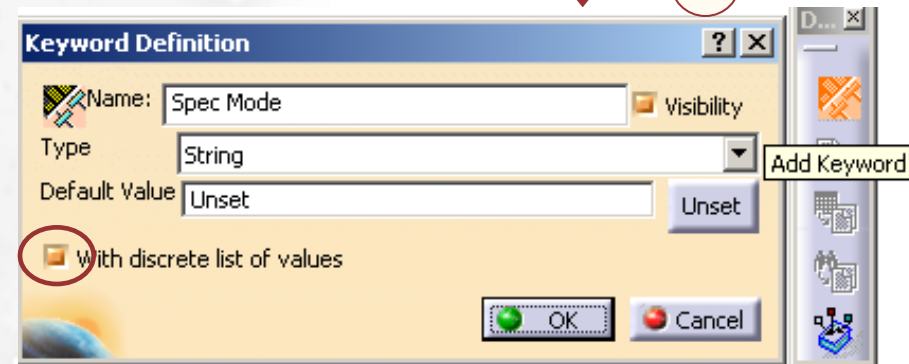 D...
Keyword Definition
Name: Spec Mode Visibility
Type String
Add Keyword
Default Value Unset Unset
With discrete list of values
OK Cancel